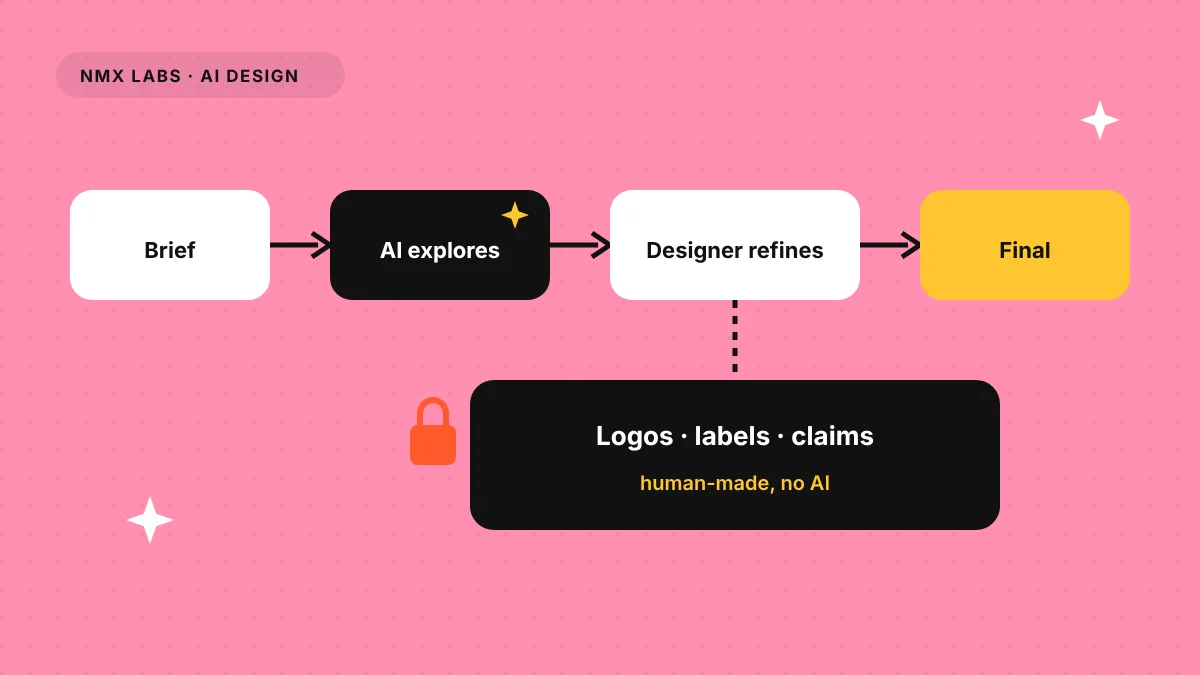 NMX LABS · AI DESIGN
Brief
AI explores
Designer refines
Final
Logos · labels · claims
human-made, no AI